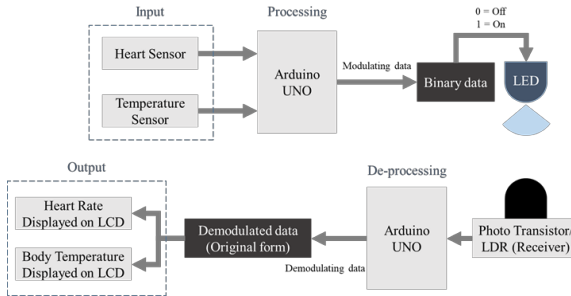 Input
Processing
0 = Off
1 = On
Heart Sensor
Temperature
Sensor
Arduino
UNO
Modulating data
Binary data
LED
Output
De-processing
Heart Rate
Displayed on LCD
Body Temperature
Displayed on LCD
Demodulated data
(Original form)
Demodulating data
Arduino
UNO
Photo Transistor/
LDR (Receiver)